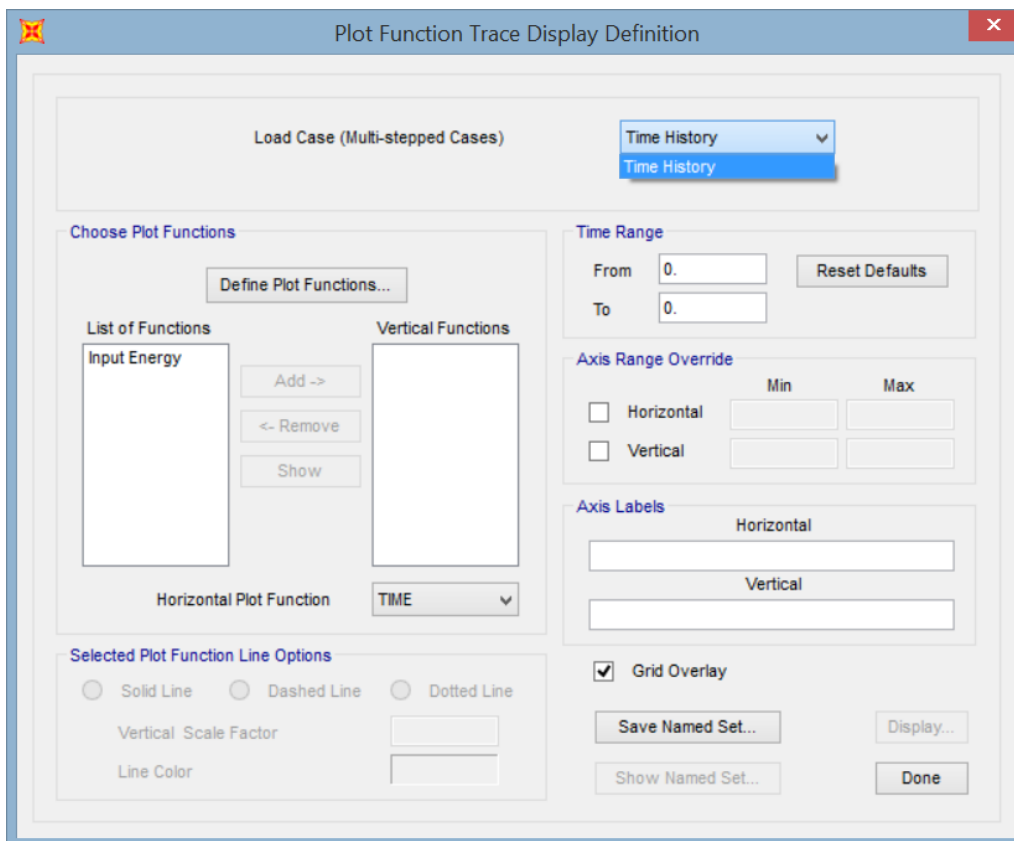 Plot Function Trace Display Definition
Load Case (Multi-stepped Cases)
Time History
Time History
Choose Plot Functions
Define Plot Functions...
List of Functions
Vertical Functions
Input Energy
Add ->
<- Remove
Show
Horizontal Plot Function
TIME
Selected Plot Function Line Options
Solid Line
Dashed Line
Dotted Line
Vertical Scale Factor
Line Color
Time Range
From
0.
Reset Defaults
To
0.
Axis Range Override
Min
Max
Horizontal
Vertical
Axis Labels
Horizontal
Vertical
Grid Overlay
Save Named Set...
Display...
Show Named Set...
Done